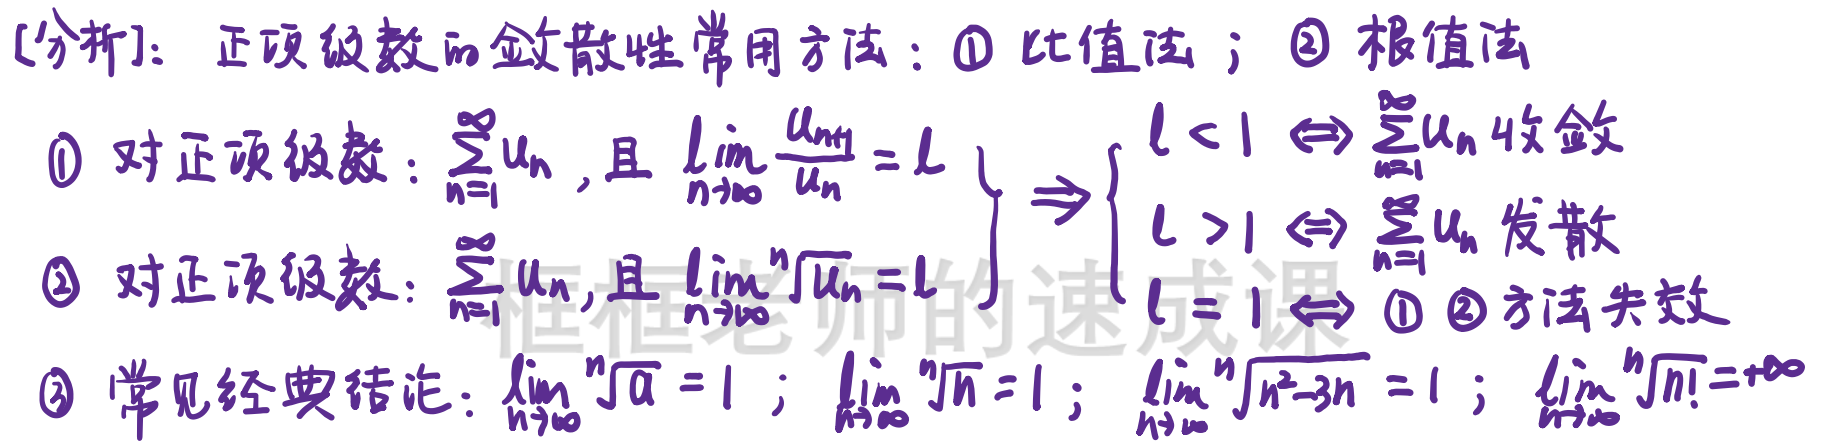 [分析]: 正项级数的敛散性常用方法: ① 比值法; ② 根值法
① 对正项级数: $\sum_{n=1}^{\infty} u_n$, 且 $\lim_{n\to\infty} \frac{u_{n+1}}{u_n} = l$
② 对正项级数: $\sum_{n=1}^{\infty} u_n$, 且 $\lim_{n\to\infty} \sqrt[n]{u_n} = l$
} ⇒ {
$l < 1$ ⇔ $\sum_{n=1}^{\infty} u_n$ 收敛
$l > 1$ ⇔ $\sum_{n=1}^{\infty} u_n$ 发散
$l = 1$ ⇔ ① ② 方法失效
③ 常见经典结论: $\lim_{n\to\infty} \sqrt[n]{a} = 1$; $\lim_{n\to\infty} \sqrt[n]{n} = 1$; $\lim_{n\to\infty} \sqrt[n]{n^2-3n} = 1$; $\lim_{n\to\infty} \sqrt[n]{n!} = +\infty$
框框老师的速成课